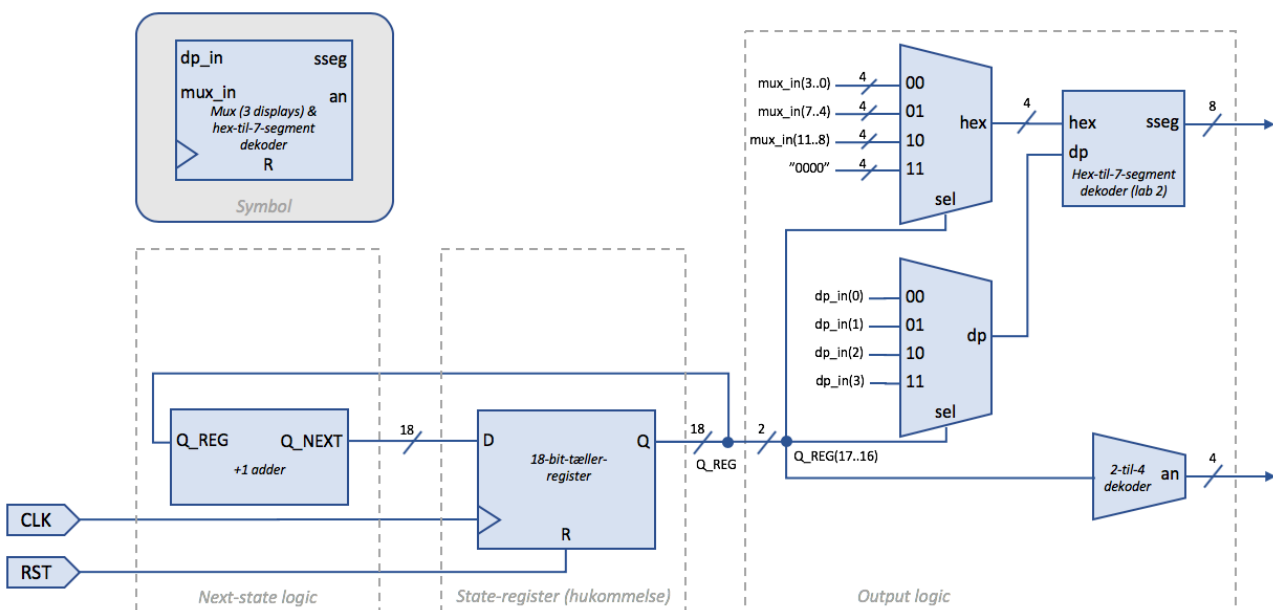 dp_in
sseg
mux_in
an
Mux (3 displays) &
hex-til-7-segment
dekoder
R
Symbol
mux_in(3..0)
4
00
mux_in(7..4)
4
01
mux_in(11..8)
4
10
”0000”
4
11
hex
sel
4
hex
sseg
dp
Hex-til-7-segment
dekoder (lab 2)
8
dp_in(0)
00
dp_in(1)
01
dp_in(2)
10
dp_in(3)
11
dp
sel
Q_REG
Q_NEXT
+1 adder
18
D
Q
18-bit-tæller-
register
R
18
Q_REG
2
Q_REG(17..16)
2-til-4
dekoder
an
4
CLK
RST
Next-state logic
State-register (hukommelse)
Output logic